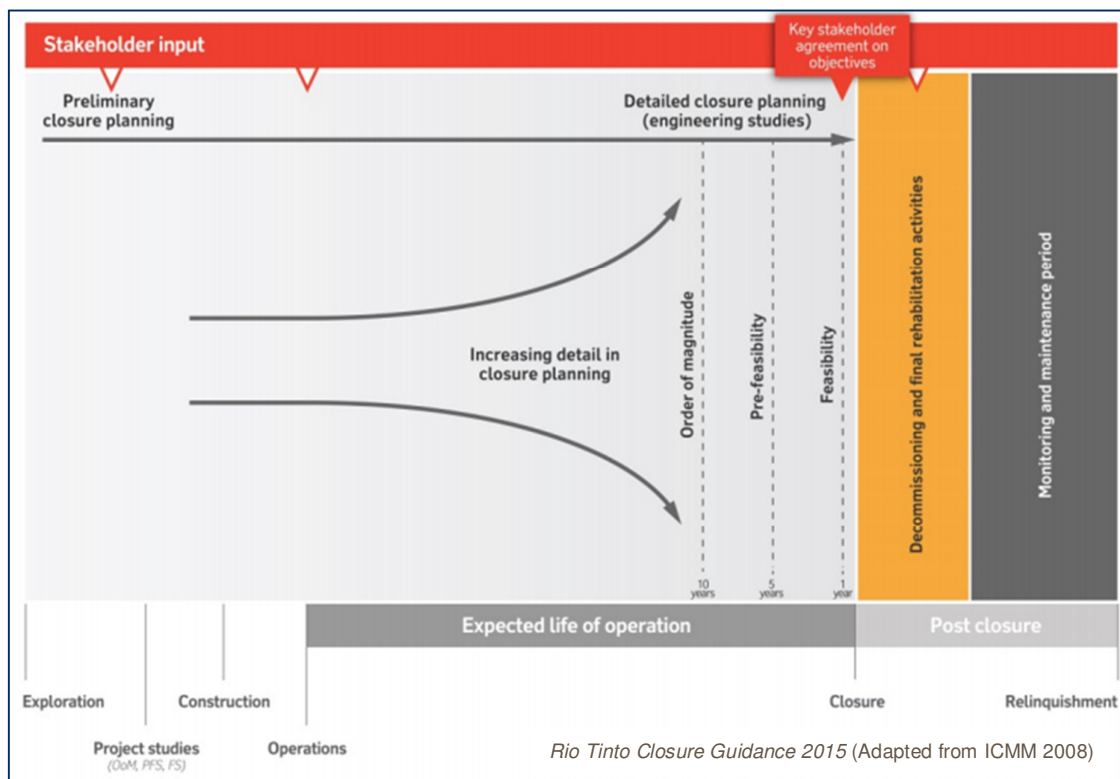 Stakeholder input
Key stakeholder
agreement on
objectives
Preliminary
closure planning
Detailed closure planning
(engineering studies)
Increasing detail in
closure planning
Order of magnitude
Pre-feasibility
Feasibility
Decommissioning and final rehabilitation activities
Monitoring and maintenance period
10
years
5
years
1
year
Expected life of operation
Post closure
Exploration
Construction
Closure
Relinquishment
Project studies
(OoM, PFS, FS)
Operations
Rio Tinto Closure Guidance 2015 (Adapted from ICMM 2008)